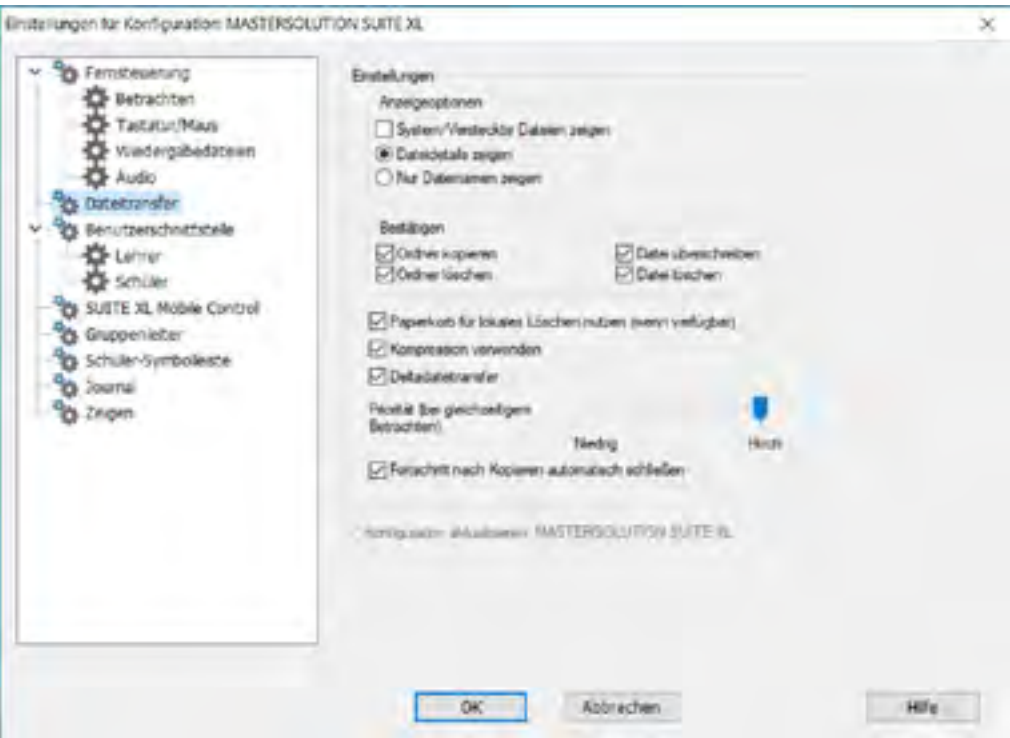 Einstellungen für Konfiguration: MASTERSOLUTION SUITE XL
Fernsteuerung
Betrachten
Tastatur/Maus
Wiedergabedateien
Audio
Dateitransfer
Benutzerschnittstelle
Lehrer
Schüler
SUITE XL Mobile Control
Gruppenleiter
Schüler-Symbolleiste
Journal
Zeigen
Einstellungen
Anzeigeoptionen
System/Versteckte Dateien zeigen
Dateidetails zeigen
Nur Dateinamen zeigen
Bestätigen
Ordner kopieren
Datei überschreiben
Ordner löschen
Datei löschen
Papierkorb für lokales Löschen nutzen (wenn verfügbar)
Kompression verwenden
Deltadateitransfer
Priorität (bei gleichzeitigem
Betrachten)
Niedrig
Hoch
Fortschritt nach Kopieren automatisch schließen
Konfiguration aktualisieren: MASTERSOLUTION SUITE XL
OK
Abbrechen
Hilfe